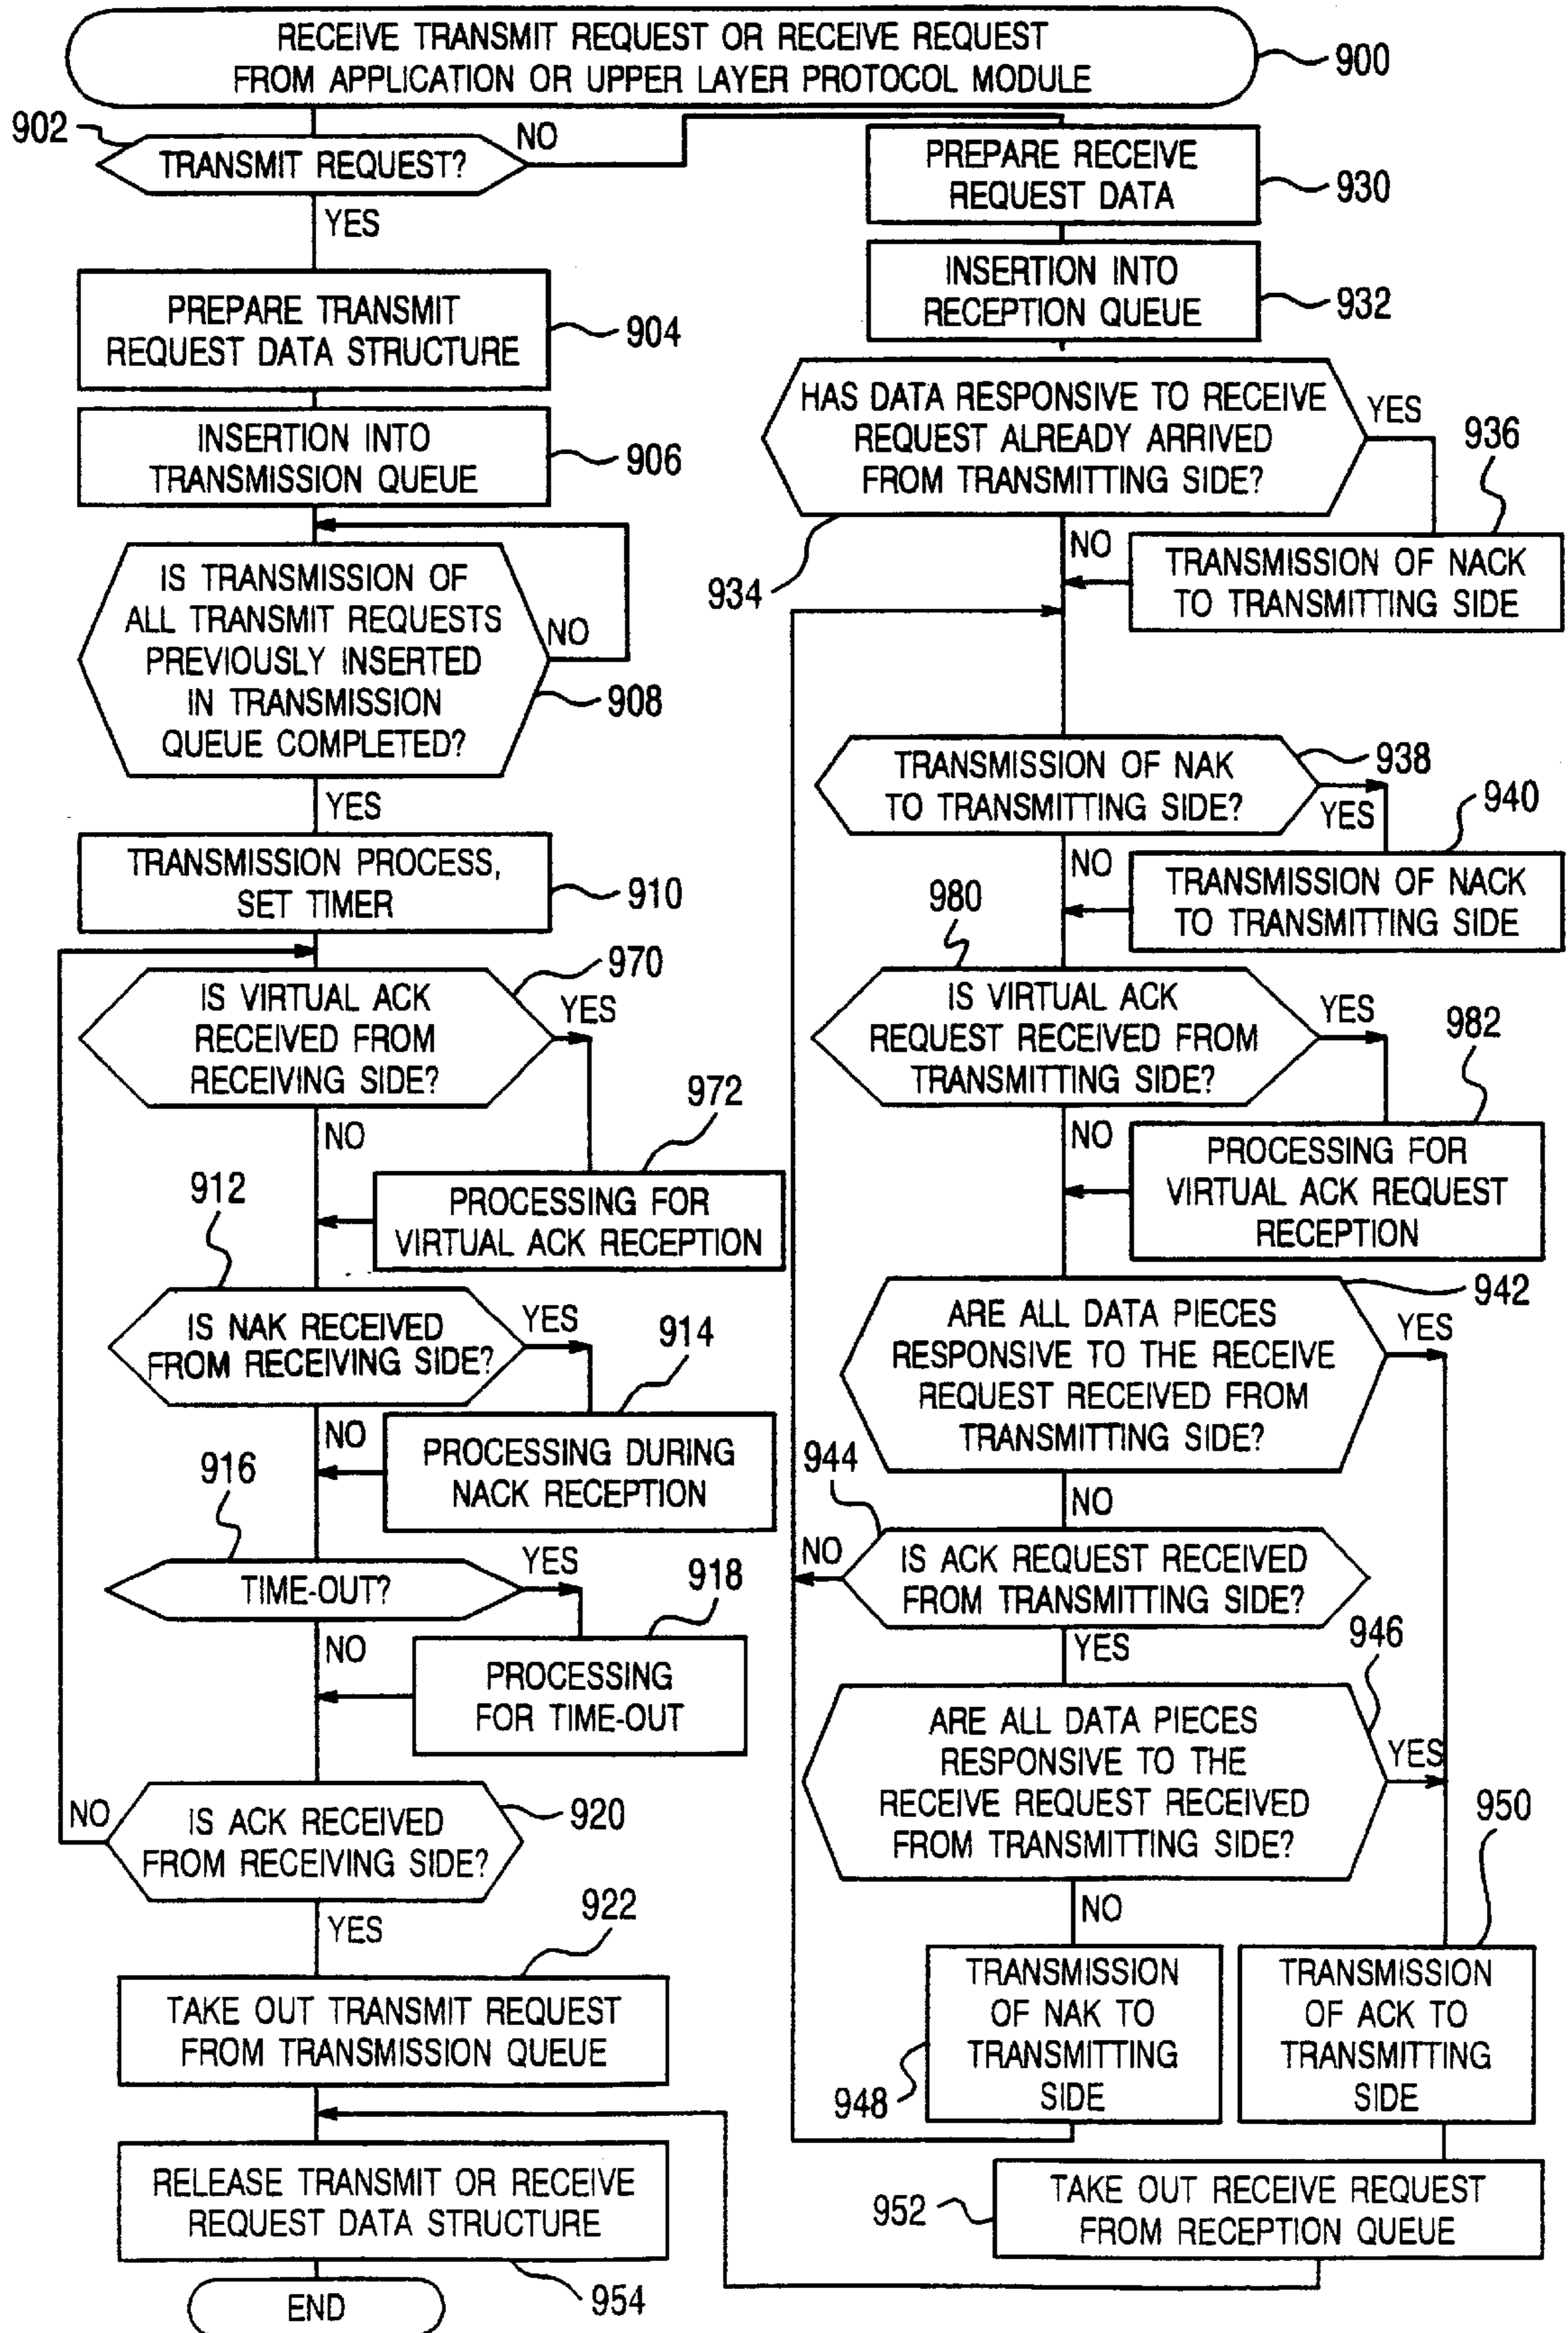 RECEIVE TRANSMIT REQUEST OR RECEIVE REQUEST
FROM APPLICATION OR UPPER LAYER PROTOCOL MODULE
900
902
TRANSMIT REQUEST?
NO
YES
PREPARE TRANSMIT
REQUEST DATA STRUCTURE
904
INSERTION INTO
TRANSMISSION QUEUE
906
IS TRANSMISSION OF
ALL TRANSMIT REQUESTS
PREVIOUSLY INSERTED
IN TRANSMISSION
QUEUE COMPLETED?
NO
908
YES
TRANSMISSION PROCESS,
SET TIMER
910
970
IS VIRTUAL ACK
RECEIVED FROM
RECEIVING SIDE?
YES
NO
972
PROCESSING FOR
VIRTUAL ACK RECEPTION
912
IS NAK RECEIVED
FROM RECEIVING SIDE?
YES
914
NO
PROCESSING DURING
NACK RECEPTION
916
TIME-OUT?
YES
918
NO
PROCESSING
FOR TIME-OUT
NO
IS ACK RECEIVED
FROM RECEIVING SIDE?
920
YES
922
TAKE OUT TRANSMIT REQUEST
FROM TRANSMISSION QUEUE
RELEASE TRANSMIT OR RECEIVE
REQUEST DATA STRUCTURE
954
END
PREPARE RECEIVE
REQUEST DATA
930
INSERTION INTO
RECEPTION QUEUE
932
HAS DATA RESPONSIVE TO RECEIVE
REQUEST ALREADY ARRIVED
FROM TRANSMITTING SIDE?
YES
936
934
NO
TRANSMISSION OF NACK
TO TRANSMITTING SIDE
TRANSMISSION OF NAK
TO TRANSMITTING SIDE?
938
YES
940
NO
TRANSMISSION OF NACK
TO TRANSMITTING SIDE
980
IS VIRTUAL ACK
REQUEST RECEIVED FROM
TRANSMITTING SIDE?
YES
982
NO
PROCESSING FOR
VIRTUAL ACK REQUEST
RECEPTION
942
ARE ALL DATA PIECES
RESPONSIVE TO THE RECEIVE
REQUEST RECEIVED FROM
TRANSMITTING SIDE?
YES
944
NO
NO
IS ACK REQUEST RECEIVED
FROM TRANSMITTING SIDE?
YES
946
ARE ALL DATA PIECES
RESPONSIVE TO THE
RECEIVE REQUEST RECEIVED
FROM TRANSMITTING SIDE?
YES
950
NO
TRANSMISSION
OF NAK TO
TRANSMITTING
SIDE
948
TRANSMISSION
OF ACK TO
TRANSMITTING
SIDE
952
TAKE OUT RECEIVE REQUEST
FROM RECEPTION QUEUE